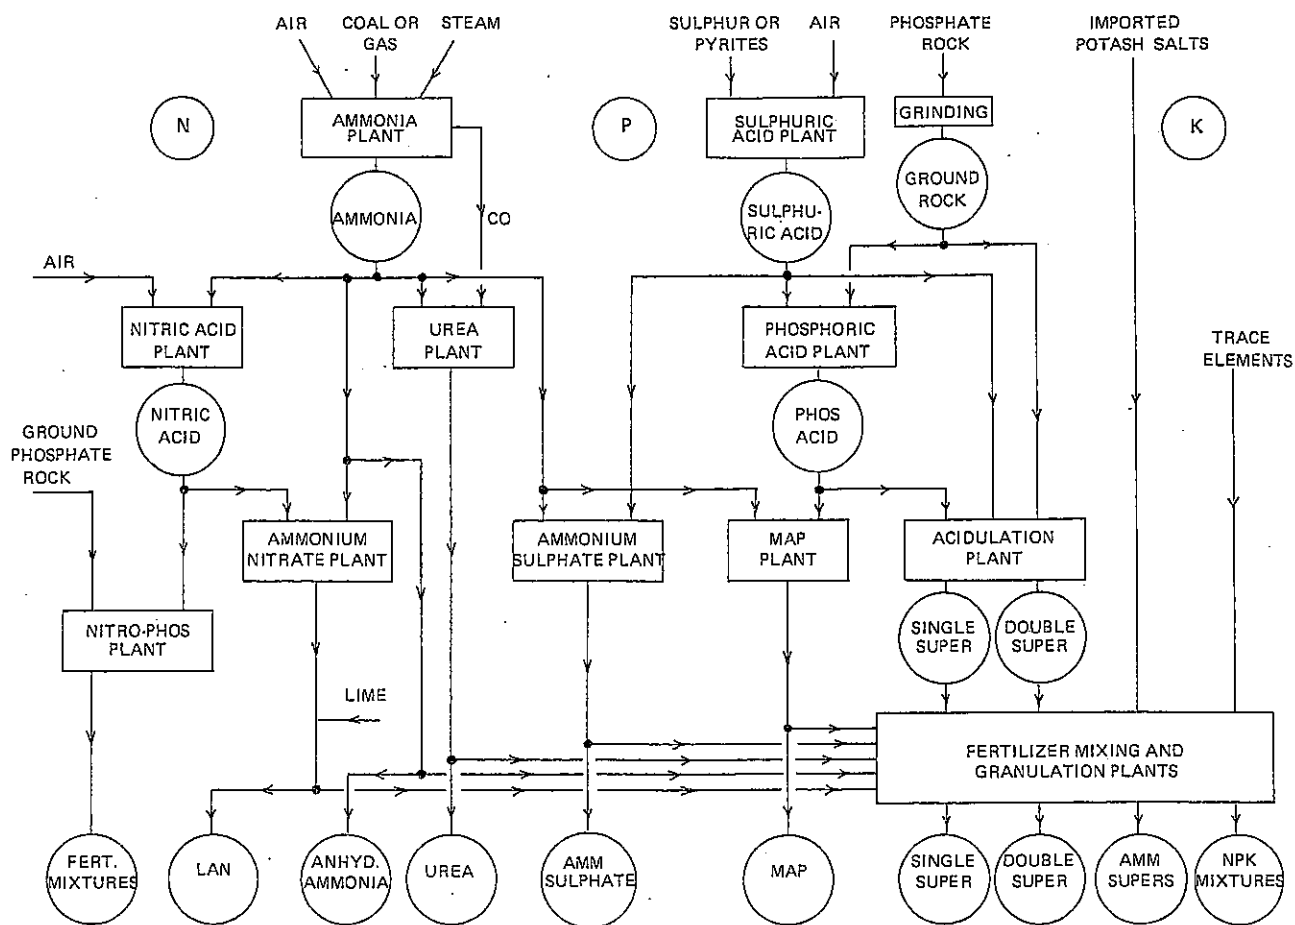 AIR
COAL OR
GAS
STEAM
SULPHUR OR
PYRITES
AIR
PHOSPHATE
ROCK
IMPORTED
POTASH SALTS
N
AMMONIA
PLANT
P
SULPHURIC
ACID PLANT
GRINDING
K
AMMONIA
CO
SULPHU-
RIC ACID
GROUND
ROCK
AIR
NITRIC ACID
PLANT
UREA
PLANT
PHOSPHORIC
ACID PLANT
TRACE
ELEMENTS
NITRIC
ACID
PHOS
ACID
GROUND
PHOSPHATE
ROCK
AMMONIUM
NITRATE PLANT
AMMONIUM
SULPHATE PLANT
MAP
PLANT
ACIDULATION
PLANT
NITRO-PHOS
PLANT
SINGLE
SUPER
DOUBLE
SUPER
LIME
FERTILIZER MIXING AND
GRANULATION PLANTS
FERT.
MIXTURES
LAN
ANHYD.
AMMONIA
UREA
AMM
SULPHATE
MAP
SINGLE
SUPER
DOUBLE
SUPER
AMM
SUPERS
NPK
MIXTURES